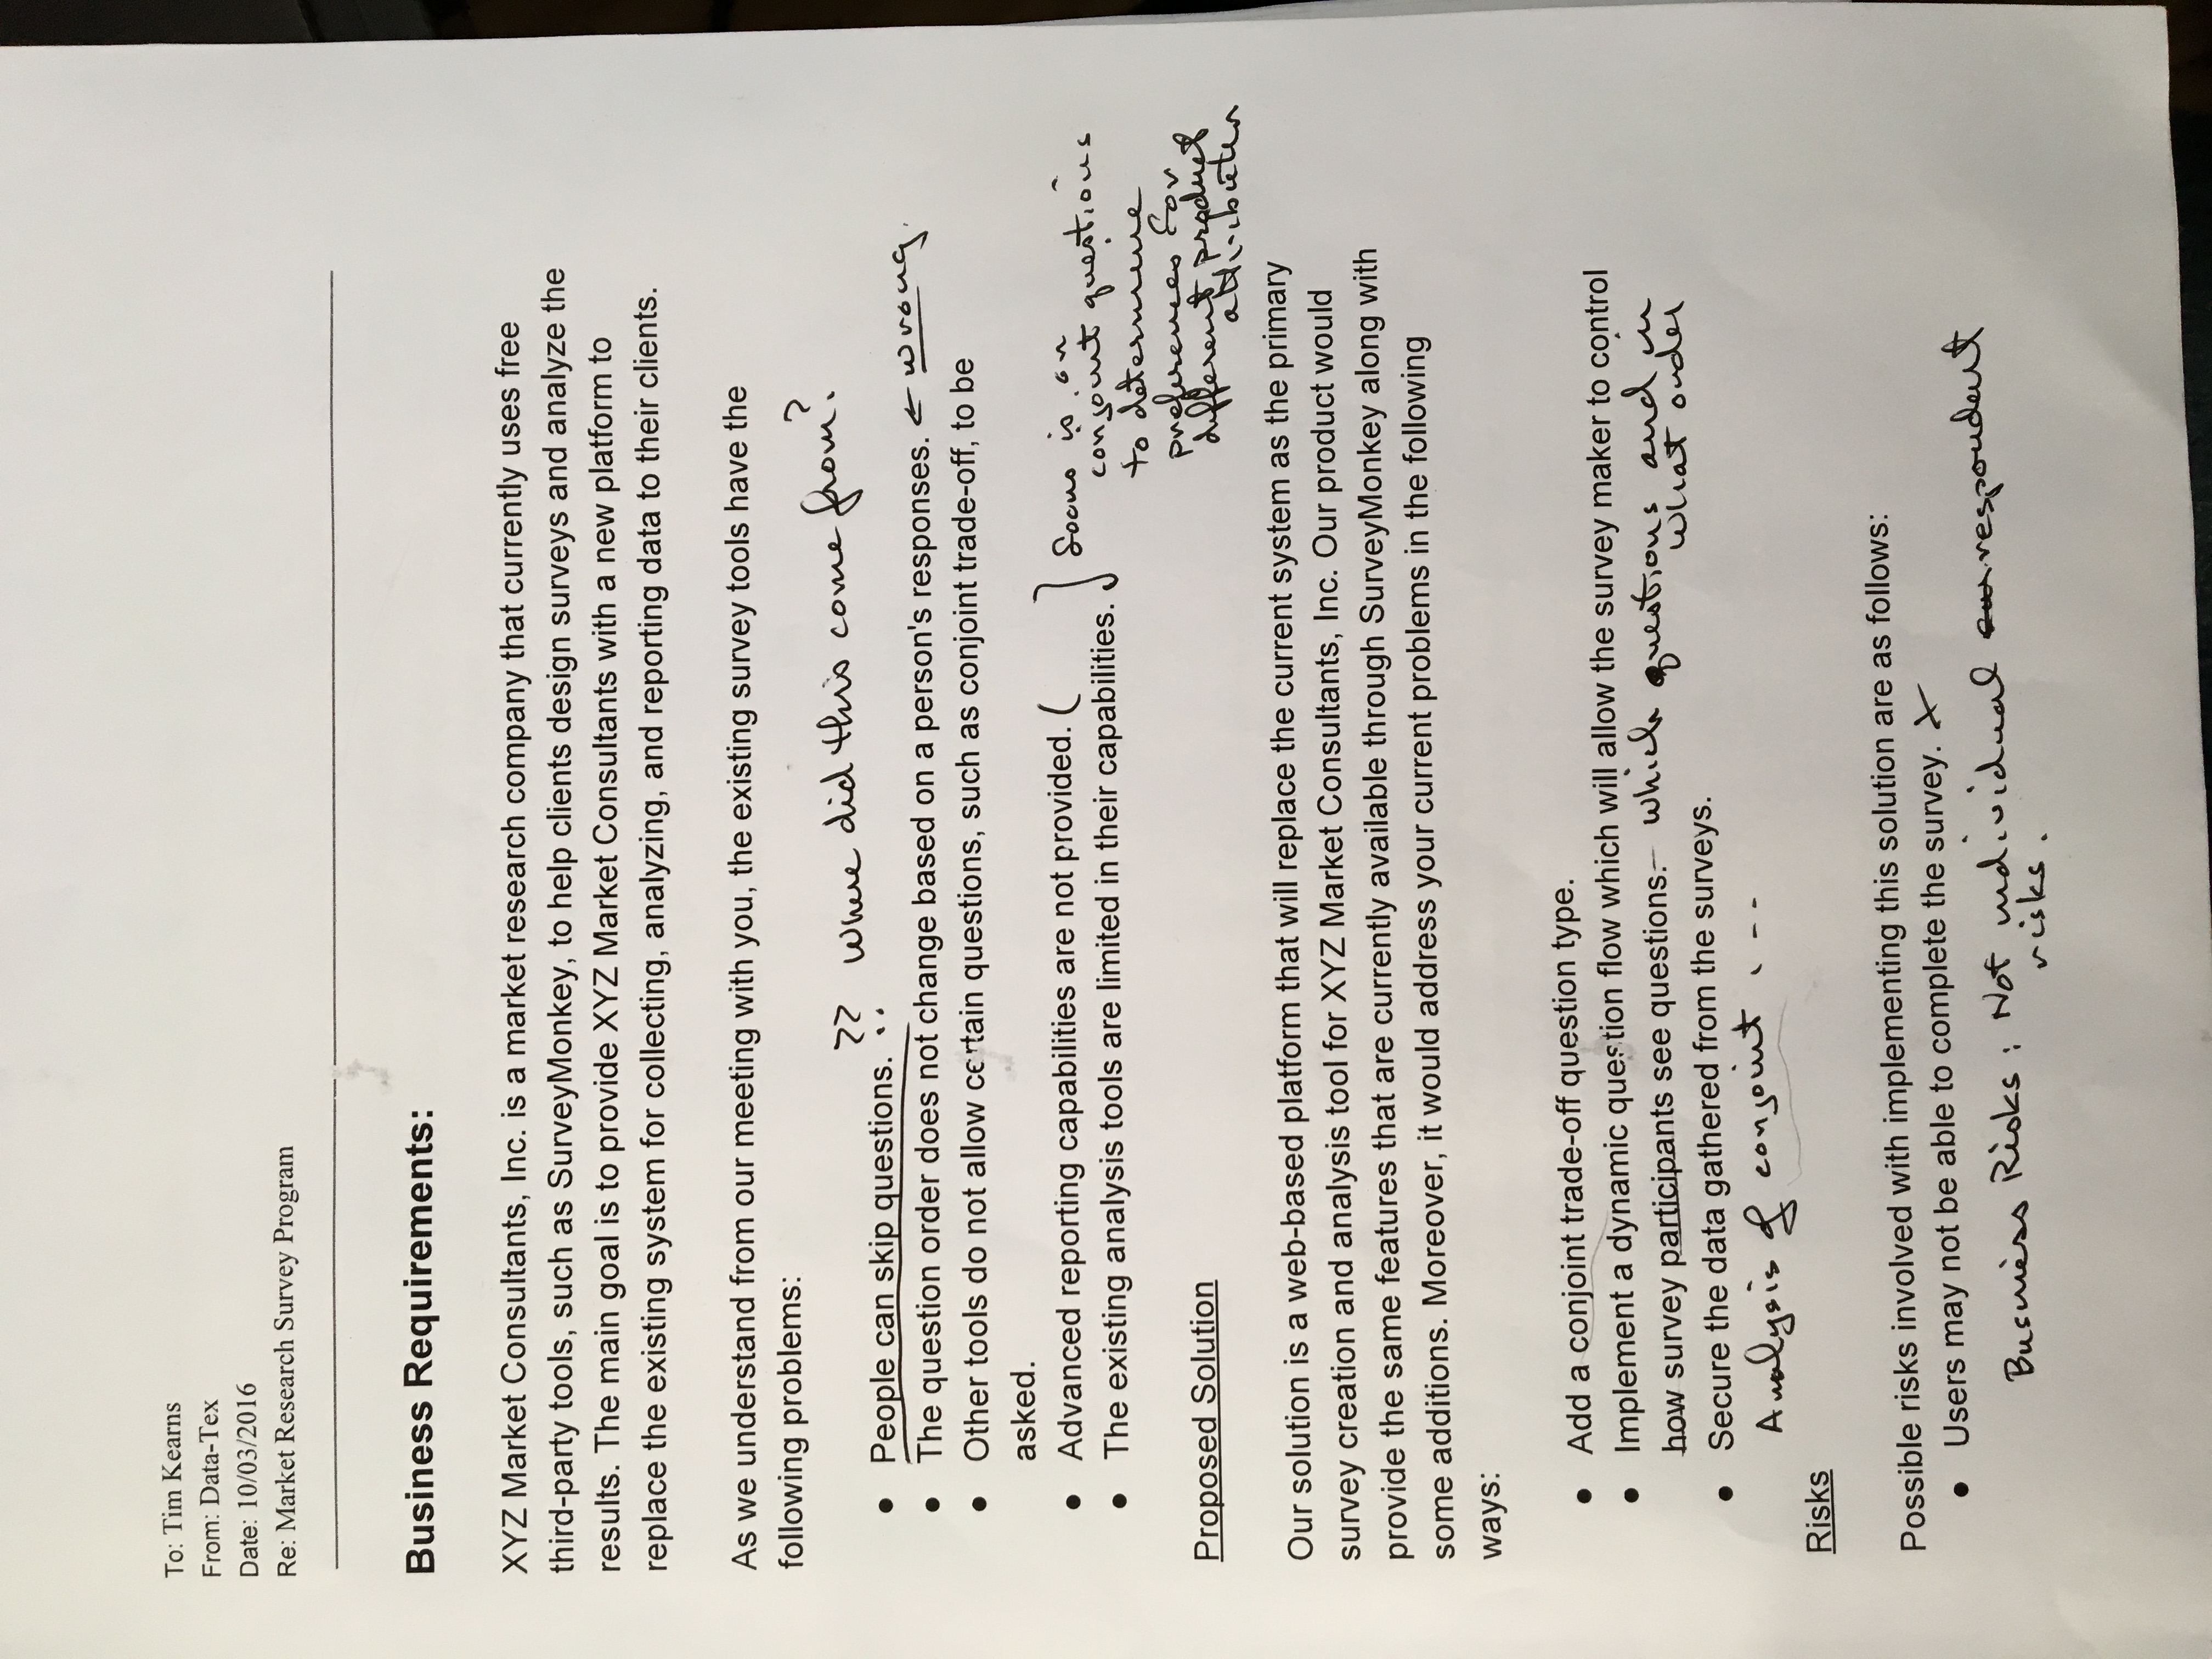 To: Tim Kearns
From: Data-Tex
Date: 10/03/2016
Re: Market Research Survey Program
Business Requirements:
XYZ Market Consultants, Inc. is a market research company that currently uses free
third-party tools, such as SurveyMonkey, to help clients design surveys and analyze the
results. The main goal is to provide XYZ Market Consultants with a new platform to
replace the existing system for collecting, analyzing, and reporting data to their clients.
As we understand from our meeting with you, the existing survey tools have the
following problems:
• People can skip questions. ?? Where did this come from?
• The question order does not change based on a person's responses. ← wrong.
• Other tools do not allow certain questions, such as conjoint trade-off, to be
asked.
• Advanced reporting capabilities are not provided. (
• The existing analysis tools are limited in their capabilities. ]
Focus is on
conjoint questions
to determine
preferences for
different product
attributes
Proposed Solution
Our solution is a web-based platform that will replace the current system as the primary
survey creation and analysis tool for XYZ Market Consultants, Inc. Our product would
provide the same features that are currently available through SurveyMonkey along with
some additions. Moreover, it would address your current problems in the following
ways:
• Add a conjoint trade-off question type.
• Implement a dynamic question flow which will allow the survey maker to control
how survey participants see questions. – which questions and in
what order
• Secure the data gathered from the surveys.
Analysis of conjoint . - -
Risks
Possible risks involved with implementing this solution are as follows:
• Users may not be able to complete the survey. X
Business Risks : Not individual respondent
risks.